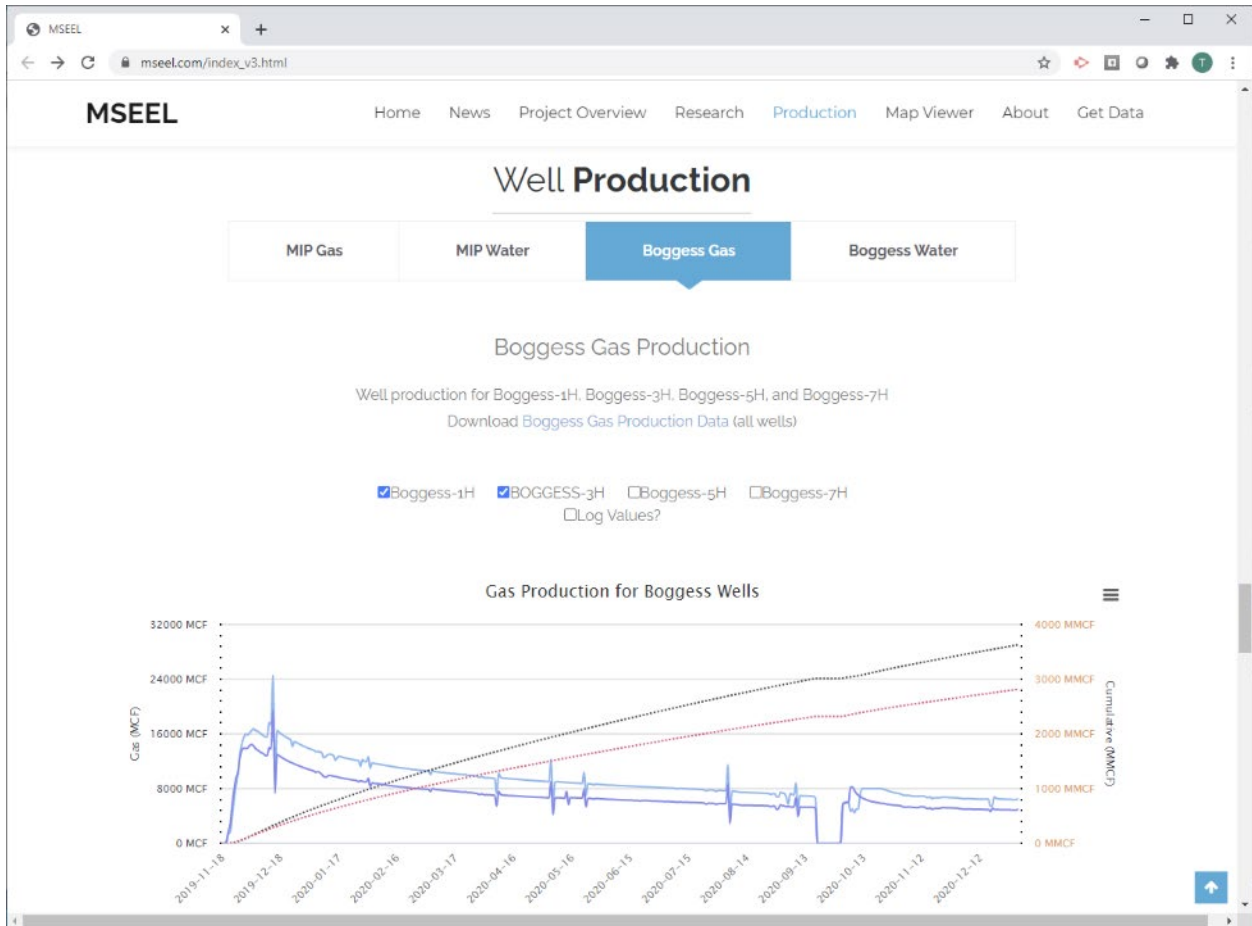 MSEEL
mseel.com/index_v3.html
T
MSEEL
Home News Project Overview Research Production Map Viewer About Get Data
Well Production
MIP Gas MIP Water Boggess Gas Boggess Water
Boggess Gas Production
Well production for Boggess-1H, Boggess-3H, Boggess-5H, and Boggess-7H
Download Boggess Gas Production Data (all wells)
Boggess-1H BOGGESS-3H Boggess-5H Boggess-7H
Log Values?
Gas Production for Boggess Wells
32000 MCF
24000 MCF
16000 MCF
8000 MCF
0 MCF
Gas (MCF)
4000 MMCF
3000 MMCF
2000 MMCF
1000 MMCF
0 MMCF
Cumulative (MMCF)
2019-11-18
2019-12-18
2020-01-17
2020-02-16
2020-03-17
2020-04-16
2020-05-16
2020-06-15
2020-07-15
2020-08-14
2020-09-13
2020-10-13
2020-11-12
2020-12-12